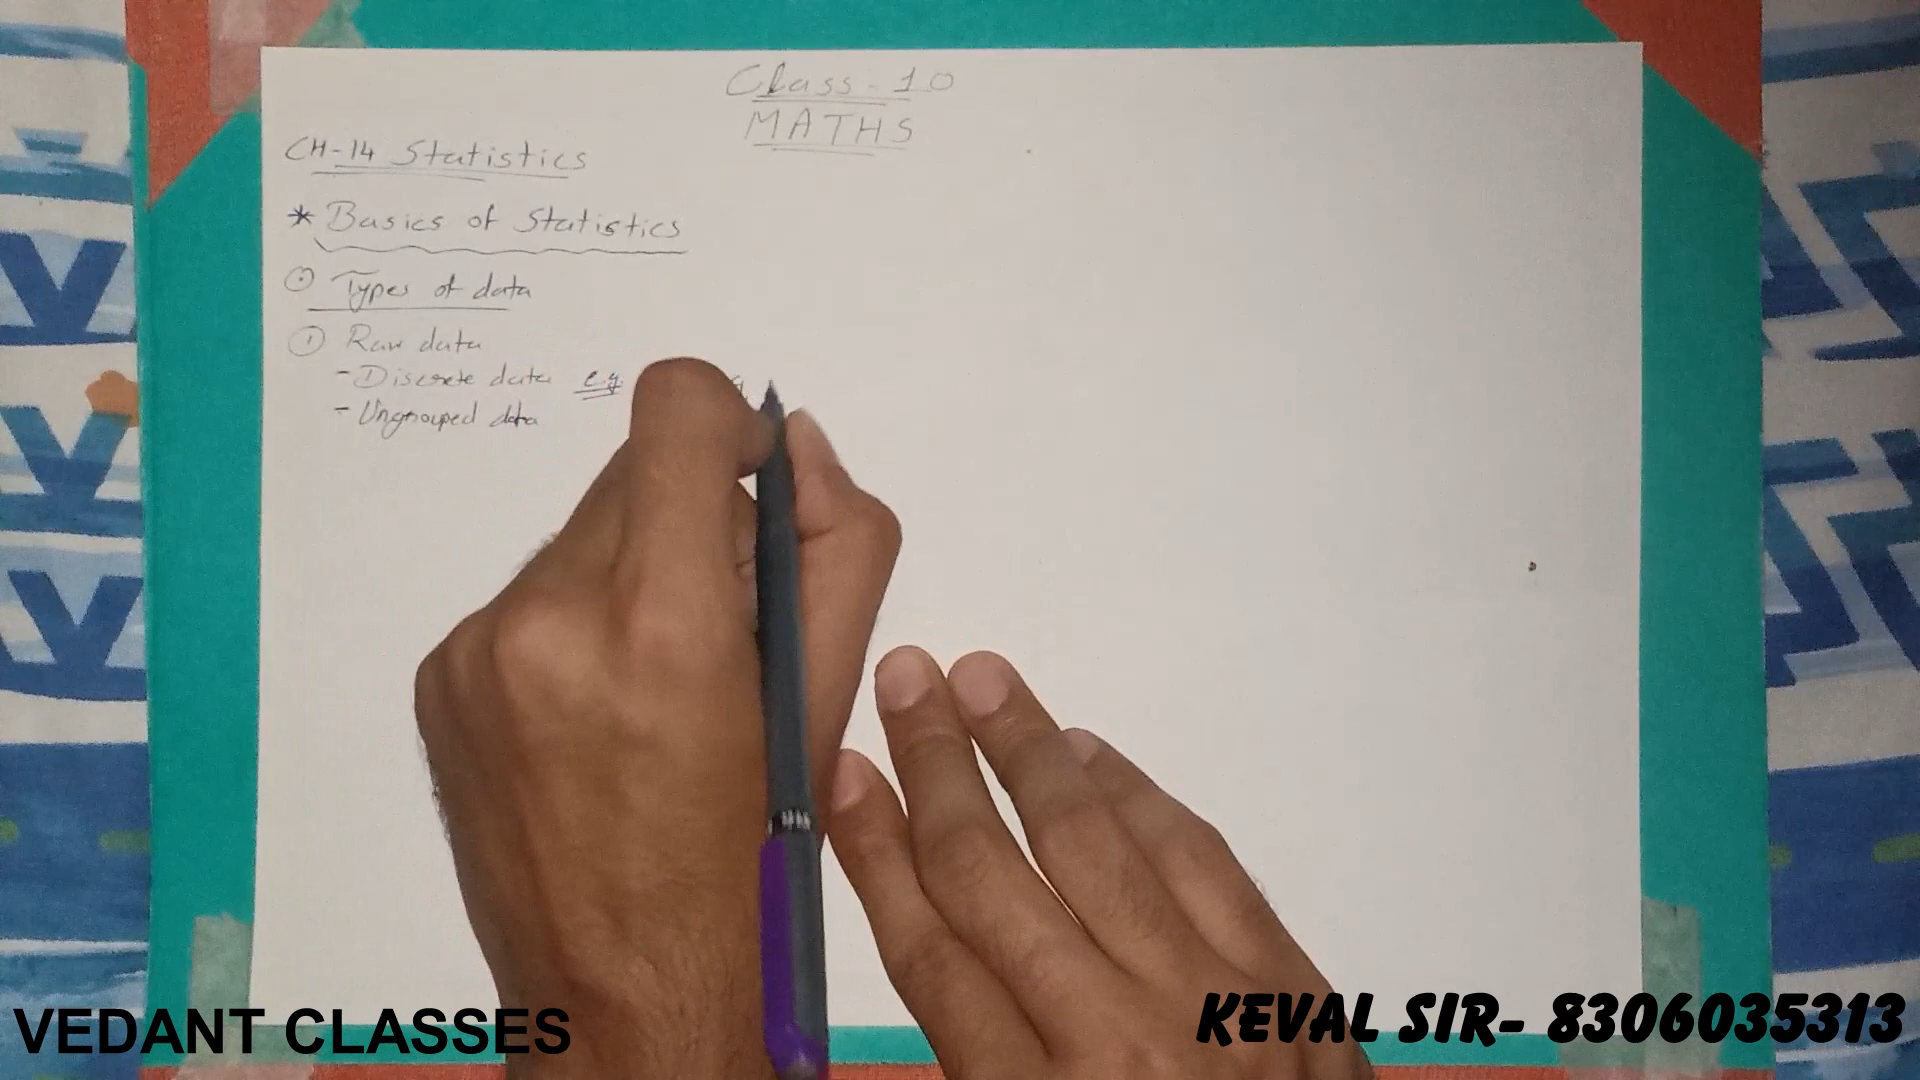 Class - 10
MATHS
CH-14 Statistics
* Basics of Statistics
Types of data
① Raw data
- Discrete data e.g.
- Ungrouped data
VEDANT CLASSES
KEVAL SIR- 8306035313